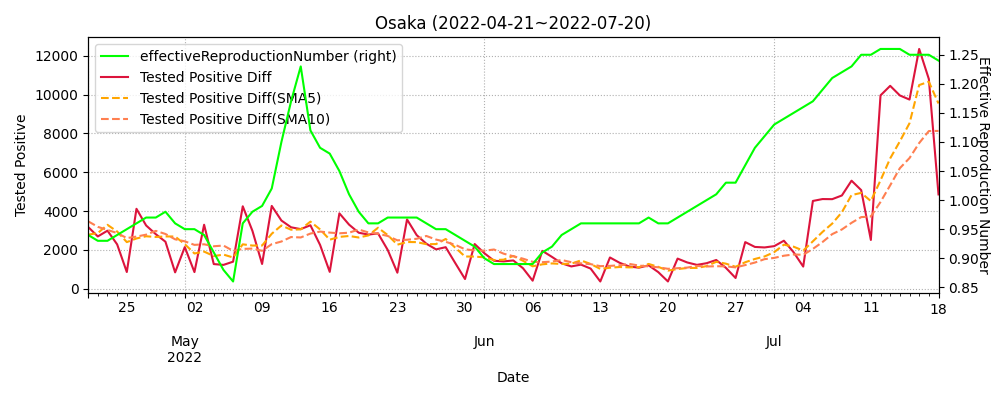 Osaka (2022-04-21~2022-07-20)
effectiveReproductionNumber (right)
Tested Positive Diff
Tested Positive Diff(SMA5)
Tested Positive Diff(SMA10)
Tested Positive
12000
10000
8000
6000
4000
2000
0
Effective Reproduction Number
1.25
1.20
1.15
1.10
1.05
1.00
0.95
0.90
0.85
25 02 09 16 23 30 06 13 20 27 04 11 18
May Jun Jul
2022
Date